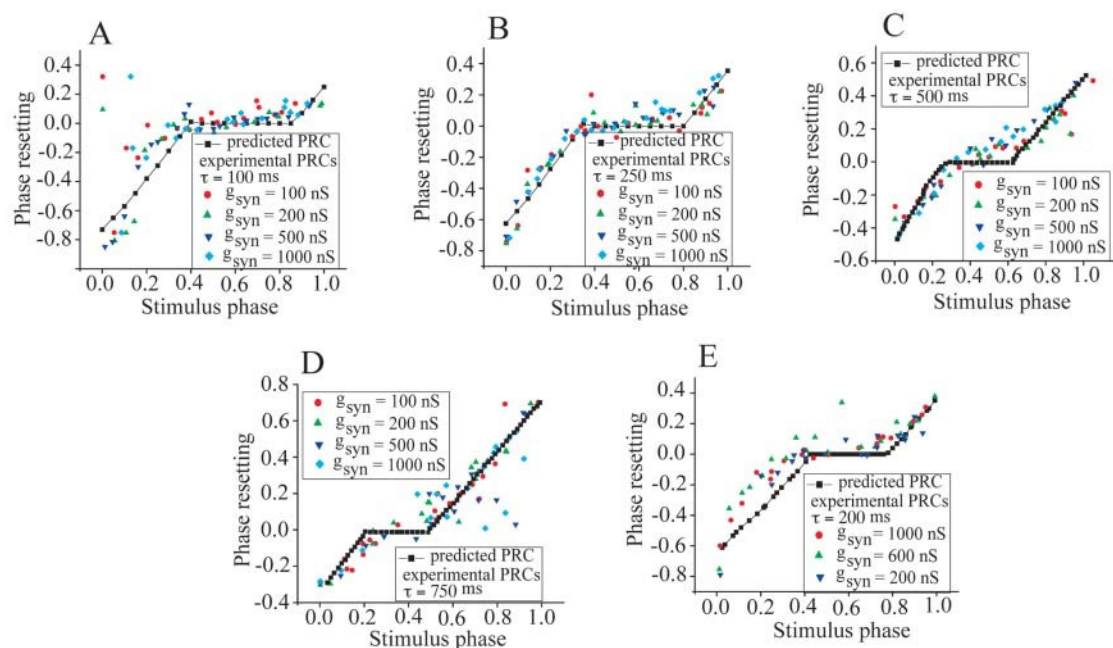 A
0.4
0.0
-0.4
-0.8
Phase resetting
predicted PRC
experimental PRCs
τ = 100 ms
gsyn = 100 nS
gsyn = 200 nS
gsyn = 500 nS
gsyn = 1000 nS
0.0 0.2 0.4 0.6 0.8 1.0
Stimulus phase
B
0.4
0.2
0.0
-0.2
-0.4
-0.6
-0.8
Phase resetting
predicted PRC
experimental PRCs
τ = 250 ms
gsyn = 100 nS
gsyn = 200 nS
gsyn = 500 nS
gsyn = 1000 nS
0.0 0.2 0.4 0.6 0.8 1.0
Stimulus phase
C
0.6
0.4
0.2
0.0
-0.2
-0.4
-0.6
Phase resetting
predicted PRC
experimental PRCs
τ = 500 ms
gsyn = 100 nS
gsyn = 200 nS
gsyn = 500 nS
gsyn = 1000 nS
0.0 0.2 0.4 0.6 0.8 1.0
Stimulus phase
D
0.8
0.6
0.4
0.2
0.0
-0.2
-0.4
Phase resetting
gsyn = 100 nS
gsyn = 200 nS
gsyn = 500 nS
gsyn = 1000 nS
predicted PRC
experimental PRCs
τ = 750 ms
0.0 0.2 0.4 0.6 0.8 1.0
Stimulus phase
E
0.4
0.2
0.0
-0.2
-0.4
-0.6
-0.8
Phase resetting
predicted PRC
experimental PRCs
τ = 200 ms
gsyn = 1000 nS
gsyn = 600 nS
gsyn = 200 nS
0.0 0.2 0.4 0.6 0.8 1.0
Stimulus phase